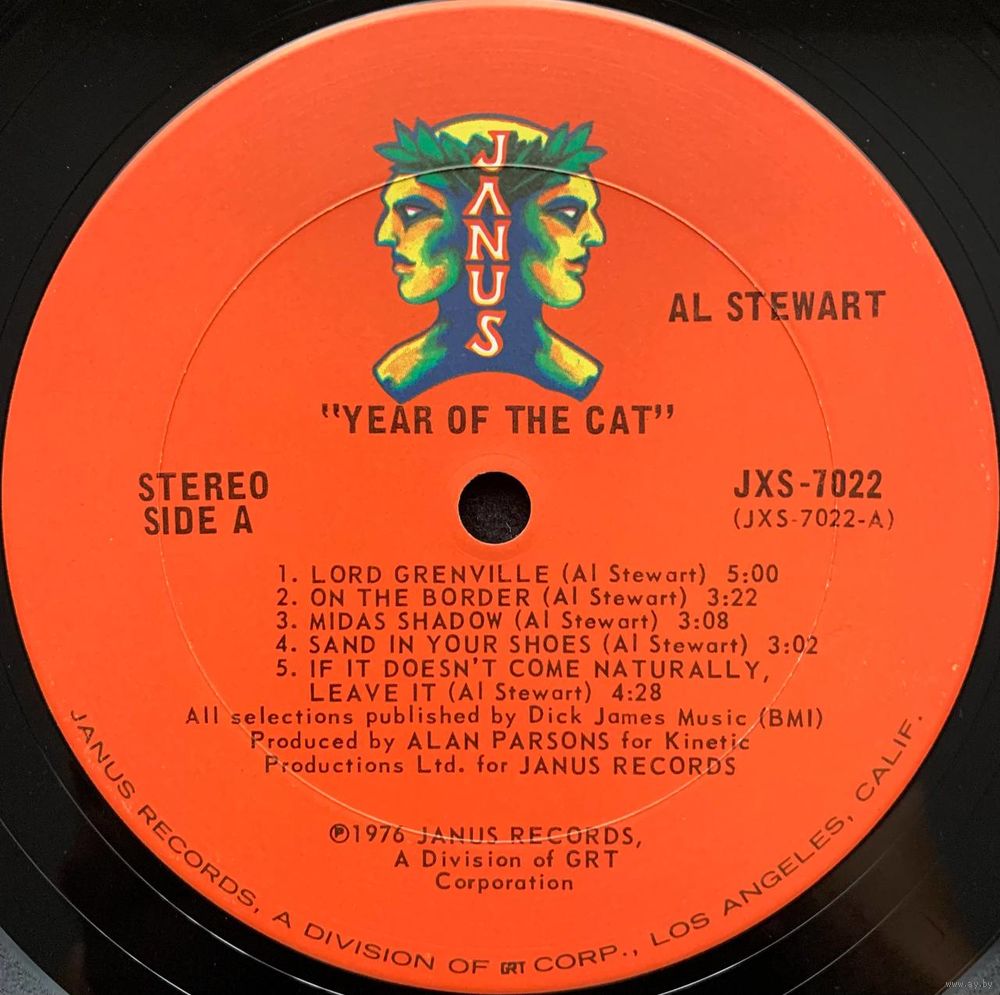 JANUS
AL STEWART
"YEAR OF THE CAT"
STEREO
SIDE A
JXS-7022
(JXS-7022-A)
1. LORD GRENVILLE (Al Stewart) 5:00
2. ON THE BORDER (Al Stewart) 3:22
3. MIDAS SHADOW (Al Stewart) 3:08
4. SAND IN YOUR SHOES (Al Stewart) 3:02
5. IF IT DOESN'T COME NATURALLY,
LEAVE IT (Al Stewart) 4:28
All selections published by Dick James Music (BMI)
Produced by ALAN PARSONS for Kinetic
Productions Ltd. for JANUS RECORDS
℗1976 JANUS RECORDS,
A Division of GRT
Corporation
JANUS RECORDS, A DIVISION OF GRT CORP., LOS ANGELES, CALIF.
www.ay.by